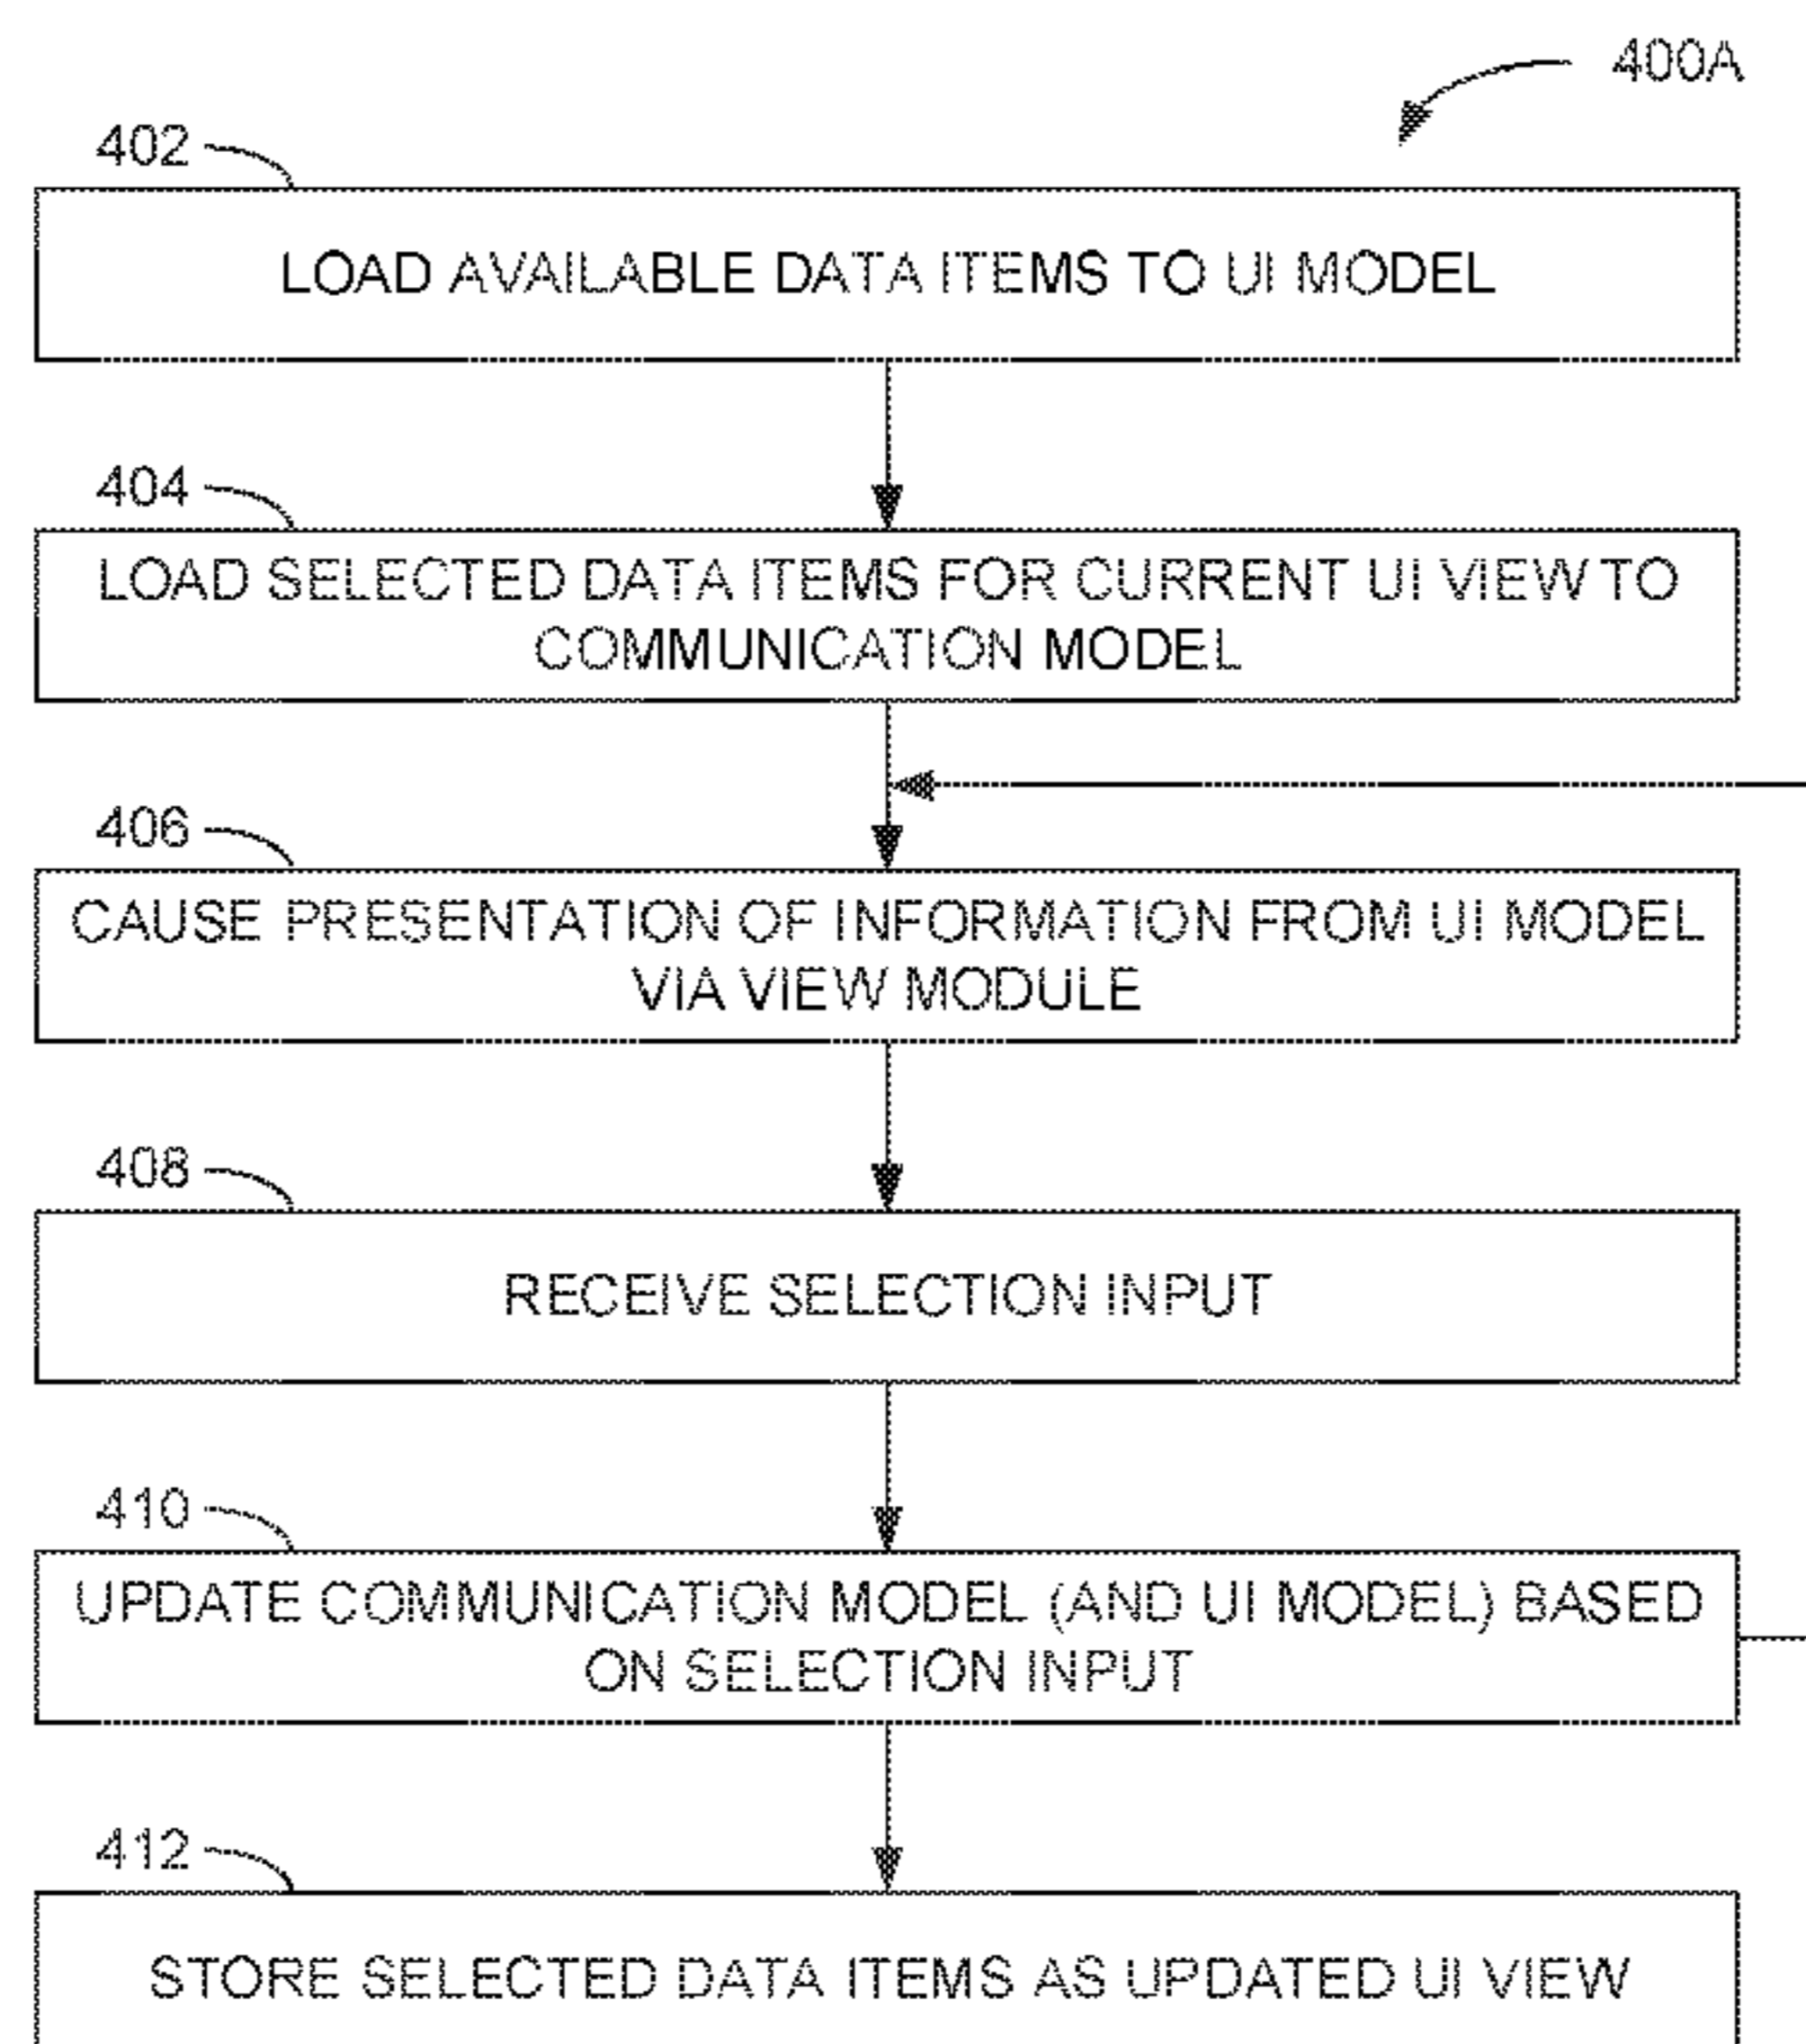 400A
402
LOAD AVAILABLE DATA ITEMS TO UI MODEL
404
LOAD SELECTED DATA ITEMS FOR CURRENT UI VIEW TO
COMMUNICATION MODEL
406
CAUSE PRESENTATION OF INFORMATION FROM UI MODEL
VIA VIEW MODULE
408
RECEIVE SELECTION INPUT
410
UPDATE COMMUNICATION MODEL (AND UI MODEL) BASED
ON SELECTION INPUT
412
STORE SELECTED DATA ITEMS AS UPDATED UI VIEW